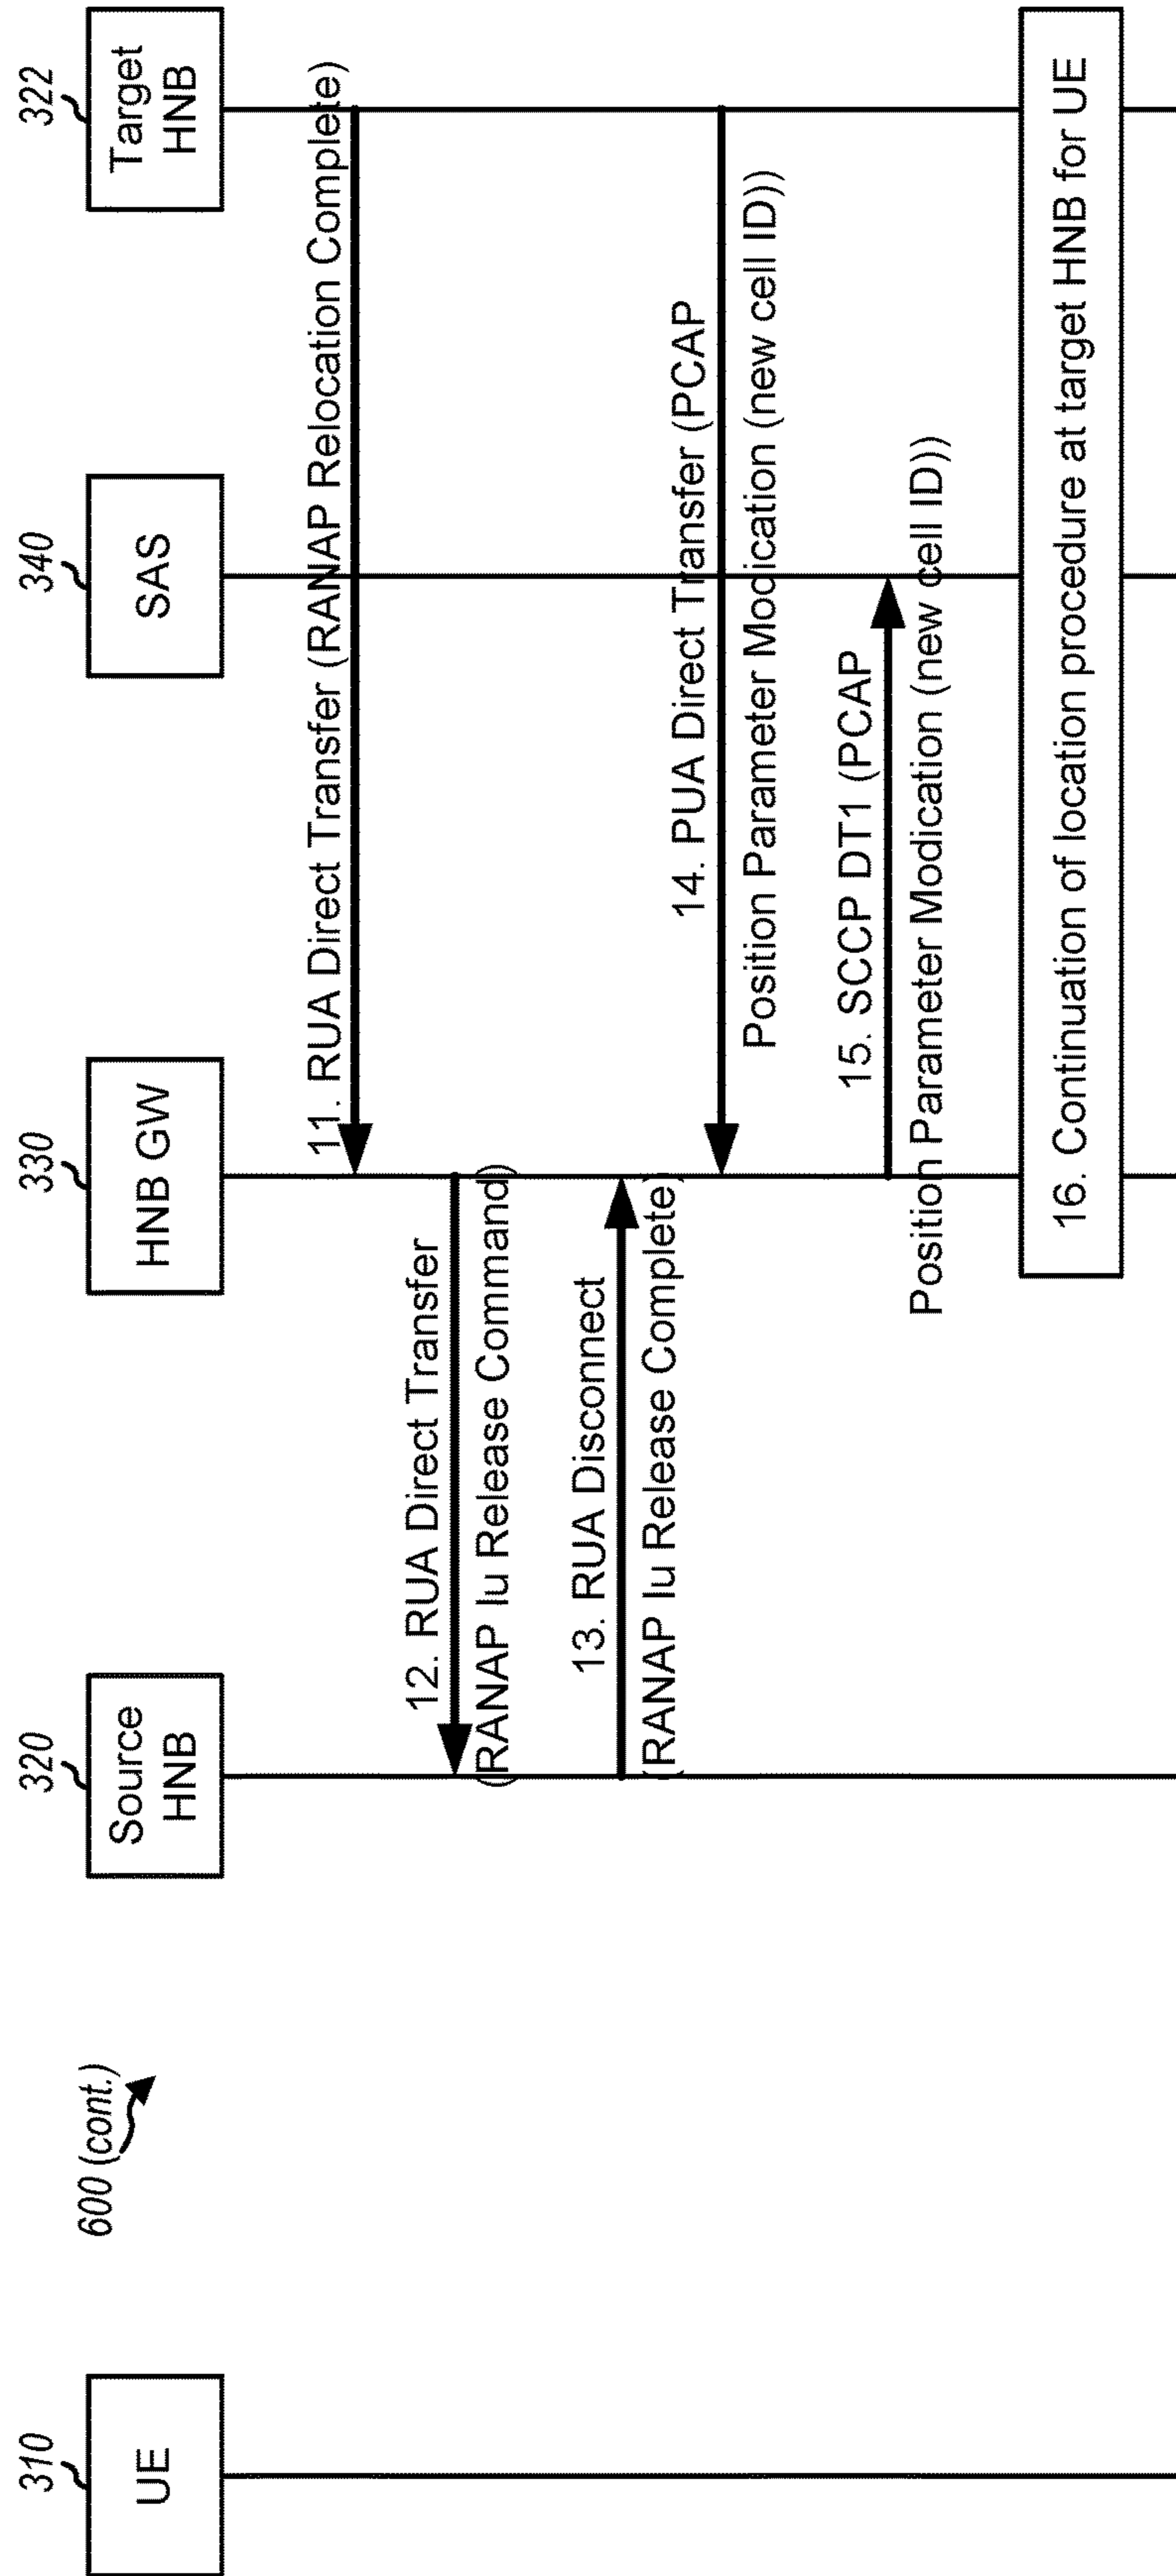 600 (cont.)
310
320
330
340
322
UE
Source
HNB
HNB GW
SAS
Target
HNB
11. RUA Direct Transfer (RANAP Relocation Complete)
12. RUA Direct Transfer
(RANAP Iu Release Command)
13. RUA Disconnect
(RANAP Iu Release Complete)
14. PUA Direct Transfer (PCAP
Position Parameter Modication (new cell ID))
15. SCCP DT1 (PCAP
Position Parameter Modication (new cell ID))
16. Continuation of location procedure at target HNB for UE